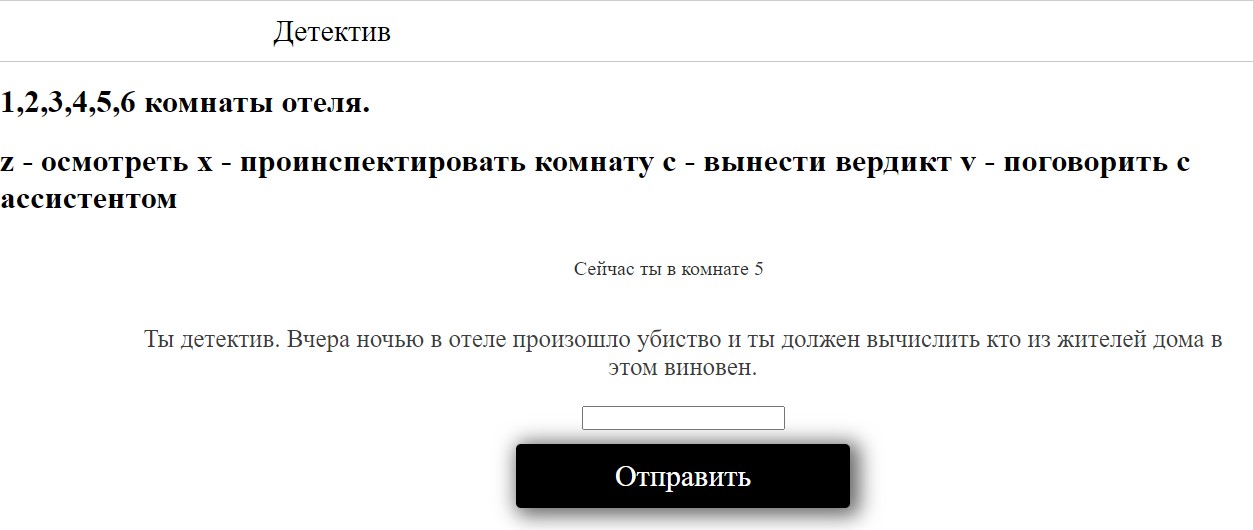 Детектив
1,2,3,4,5,6 комнаты отеля.
z - осмотреть x - проинспектировать комнату c - вынести вердикт v - поговорить с
ассистентом
Сейчас ты в комнате 5
Ты детектив. Вчера ночью в отеле произошло убиство и ты должен вычислить кто из жителей дома в
этом виновен.
Отправить